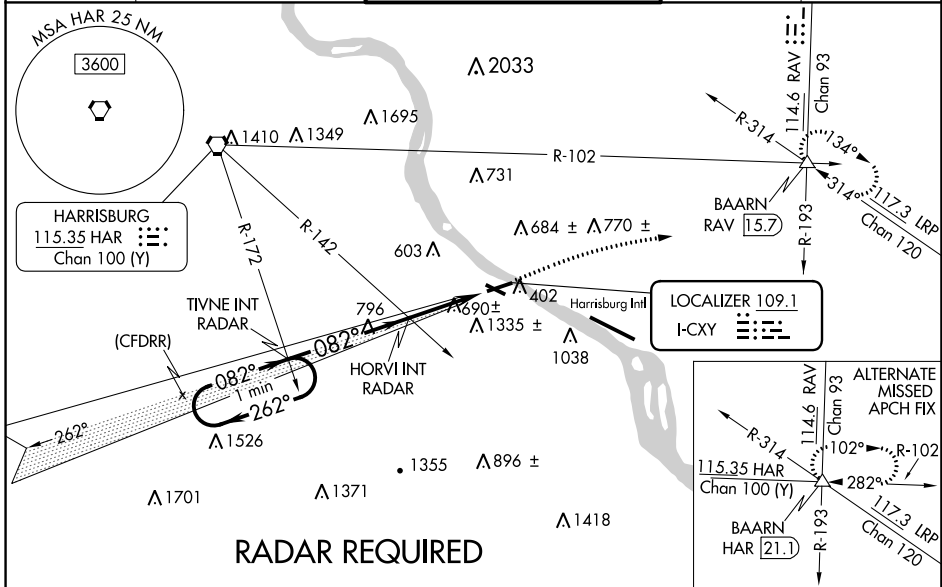 MSA HAR 25 NM
3600
2033
1695
1410
1349
R-102
731
HARRISBURG
115.35 HAR
Chan 100 (Y)
R-172
R-142
603
684 ±
770 ±
TIVNE INT
RADAR
796
690±
402
Harrisburg Intl
1335 ±
1038
(CFDRR)
082°
082°
1 min
262°
262°
HORVI INT
RADAR
1526
1355
896 ±
1701
1371
1418
RADAR REQUIRED
LOCALIZER 109.1
I-CXY
114.6 RAV
Chan 93
R-314
134°
314°
BAARN
RAV 15.7
R-193
117.3 LRP
Chan 120
ALTERNATE
MISSED
APCH FIX
114.6 RAV
Chan 93
R-314
102°
R-102
282°
115.35 HAR
Chan 100 (Y)
BAARN
HAR 21.1
R-193
117.3 LRP
Chan 120